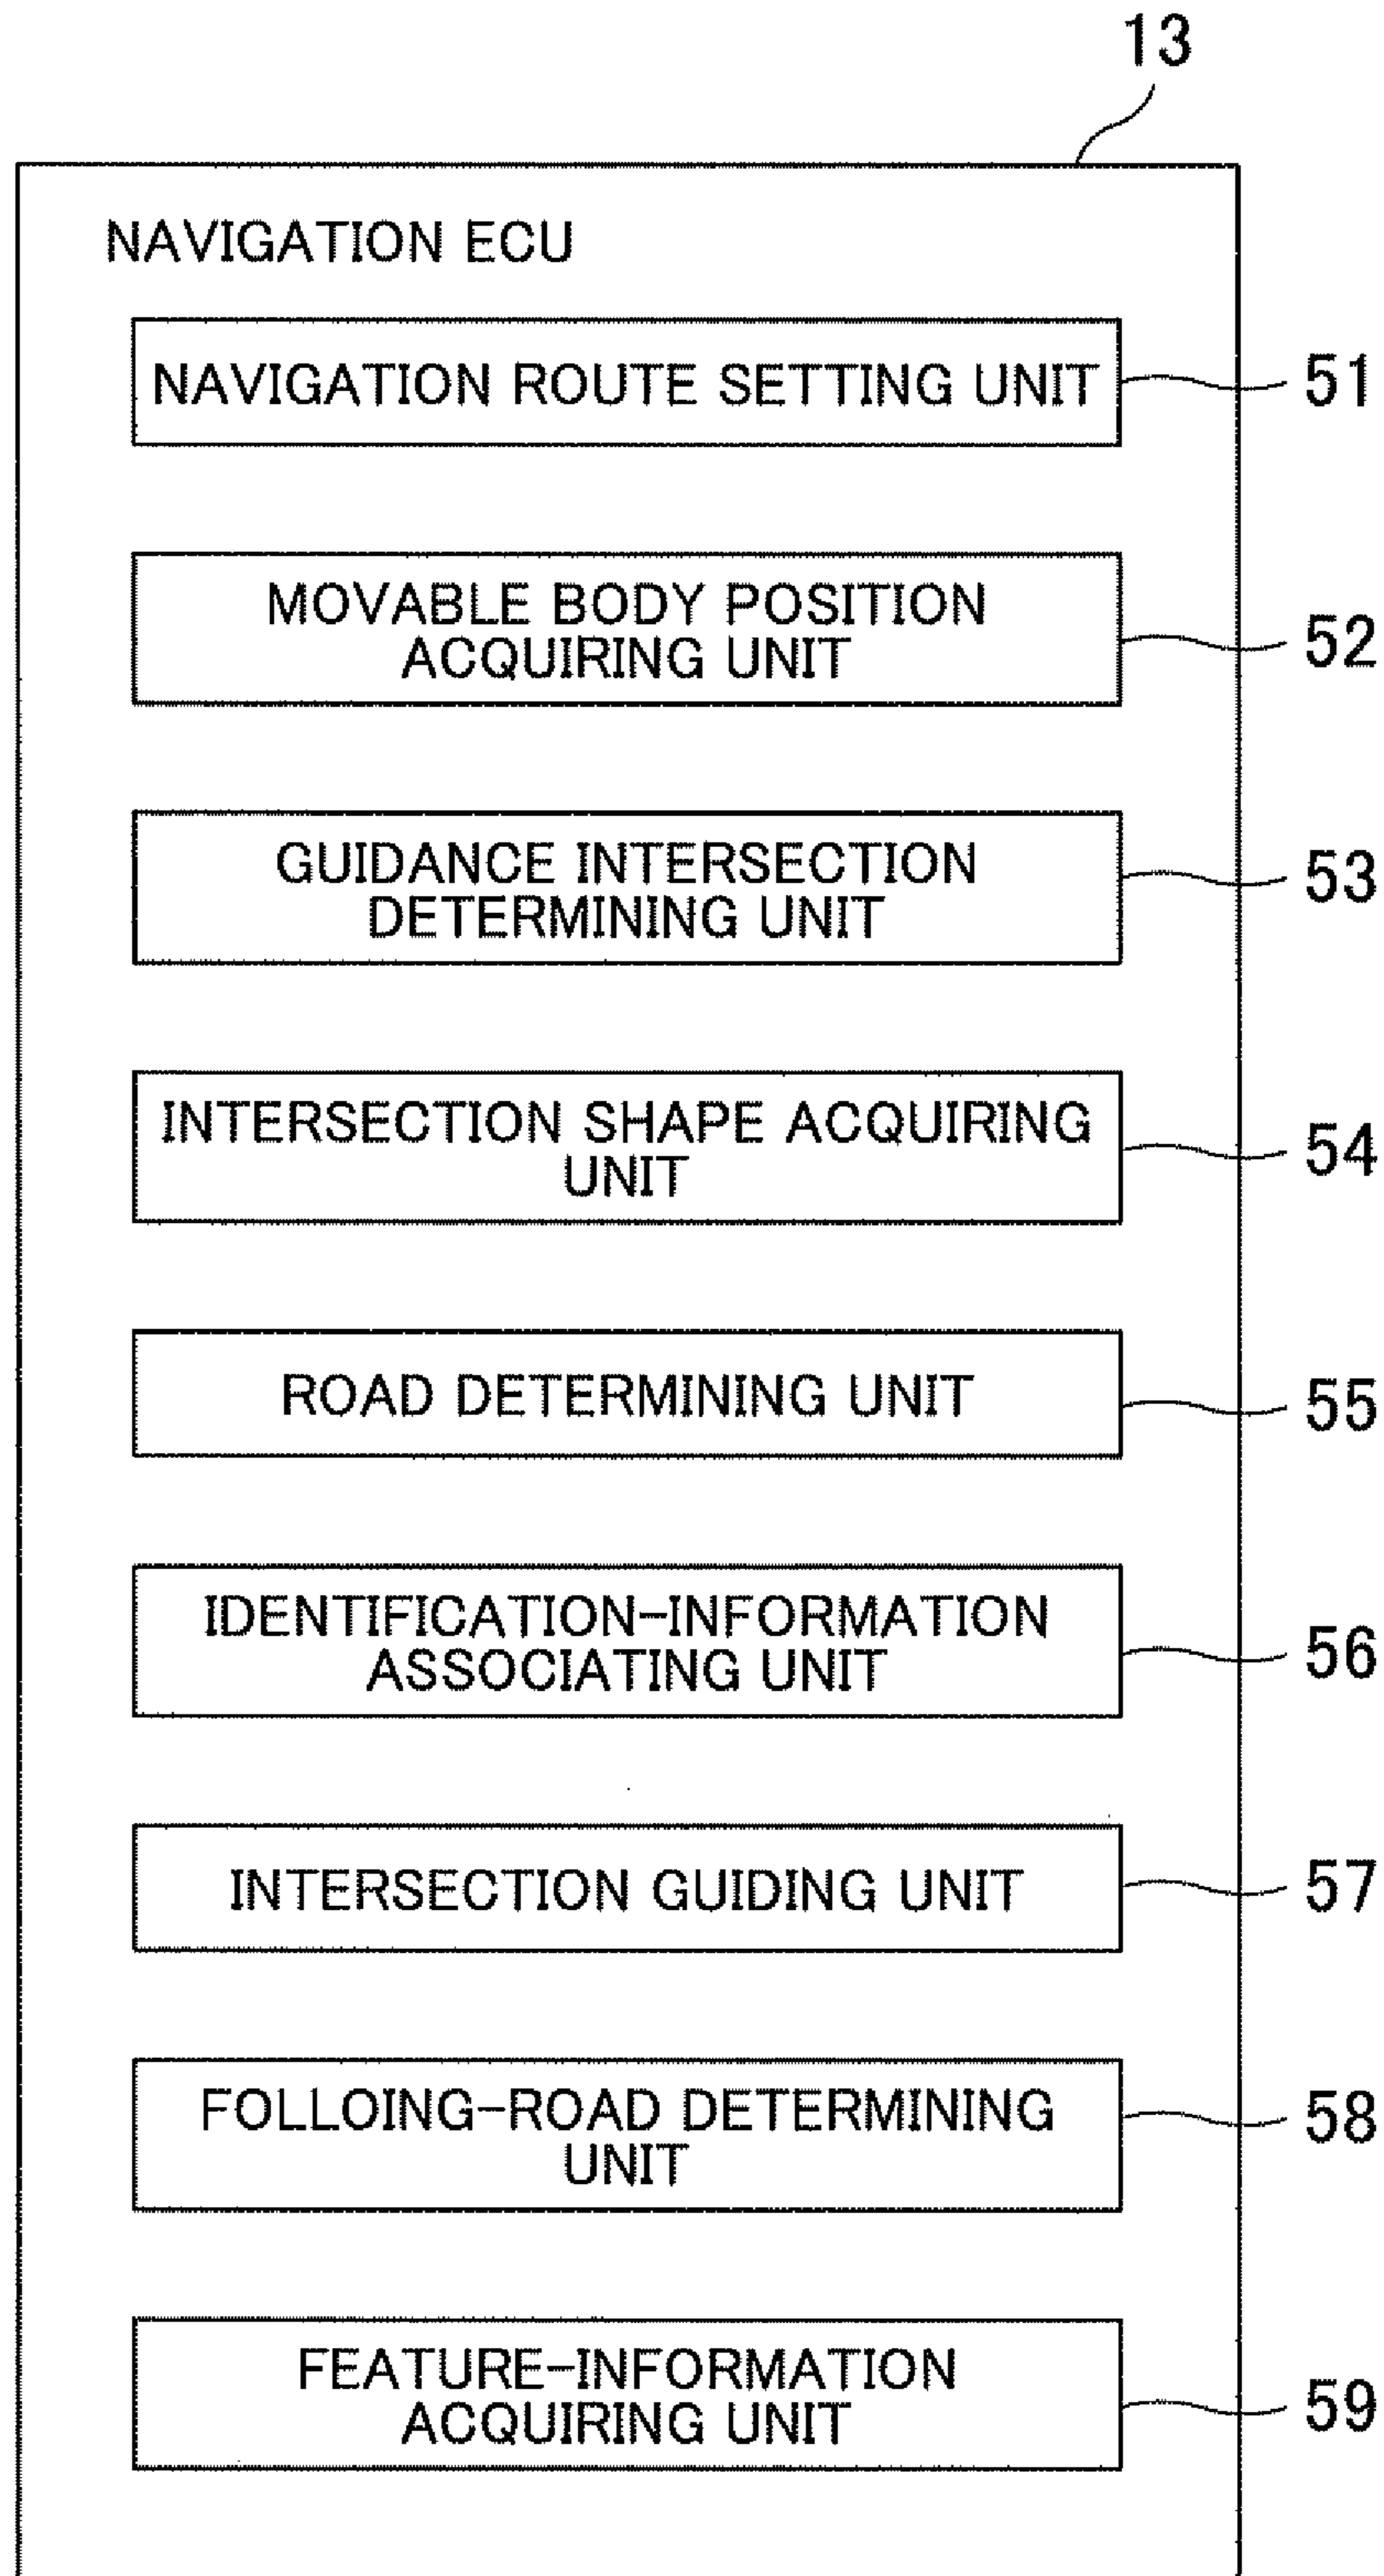 13
NAVIGATION ECU
NAVIGATION ROUTE SETTING UNIT
51
MOVABLE BODY POSITION
ACQUIRING UNIT
52
GUIDANCE INTERSECTION
DETERMINING UNIT
53
INTERSECTION SHAPE ACQUIRING
UNIT
54
ROAD DETERMINING UNIT
55
IDENTIFICATION-INFORMATION
ASSOCIATING UNIT
56
INTERSECTION GUIDING UNIT
57
FOLLOING-ROAD DETERMINING
UNIT
58
FEATURE-INFORMATION
ACQUIRING UNIT
59